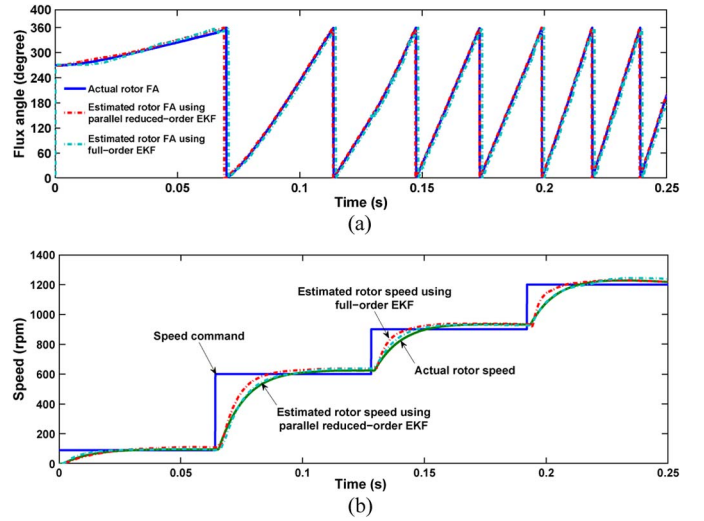 360
300
240
180
120
60
0
Flux angle (degree)
Actual rotor FA
Estimated rotor FA using
parallel reduced-order EKF
Estimated rotor FA using
full-order EKF
0 0.05 0.1 0.15 0.2 0.25
Time (s)
(a)
1400
1200
1000
800
600
400
200
0
Speed (rpm)
Estimated rotor speed using
full-order EKF
Speed command
Actual rotor speed
Estimated rotor speed using
parallel reduced-order EKF
0 0.05 0.1 0.15 0.2 0.25
Time (s)
(b)